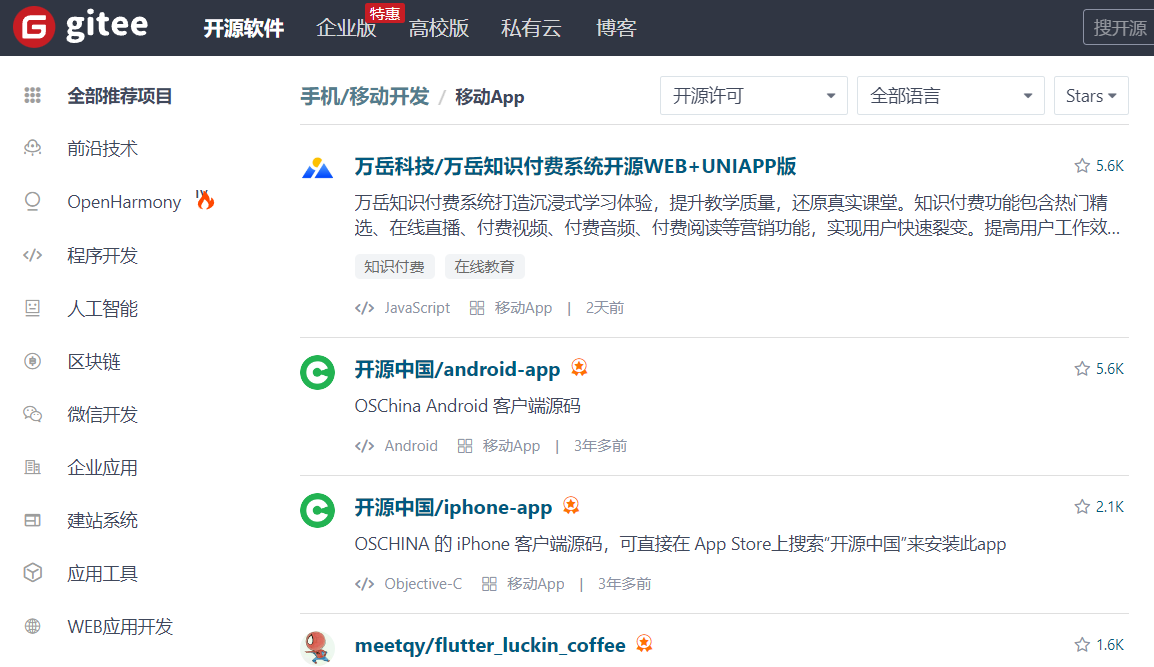 gitee
开源软件 企业版 特惠 高校版 私有云 博客 搜开源
全部推荐项目
前沿技术
OpenHarmony
程序开发
人工智能
区块链
微信开发
企业应用
建站系统
应用工具
WEB应用开发
手机/移动开发 / 移动App 开源许可 全部语言 Stars
万岳科技/万岳知识付费系统开源WEB+UNIAPP版 5.6K
万岳知识付费系统打造沉浸式学习体验，提升教学质量，还原真实课堂。知识付费功能包含热门精
选、在线直播、付费视频、付费音频、付费阅读等营销功能，实现用户快速裂变。提高用户工作效...
知识付费 在线教育
</> JavaScript 移动App | 2天前
开源中国/android-app 5.6K
OSChina Android 客户端源码
</> Android 移动App | 3年多前
开源中国/iphone-app 2.1K
OSCHINA 的 iPhone 客户端源码，可直接在 App Store上搜索“开源中国”来安装此app
</> Objective-C 移动App | 3年多前
meetqy/flutter_luckin_coffee 1.6K